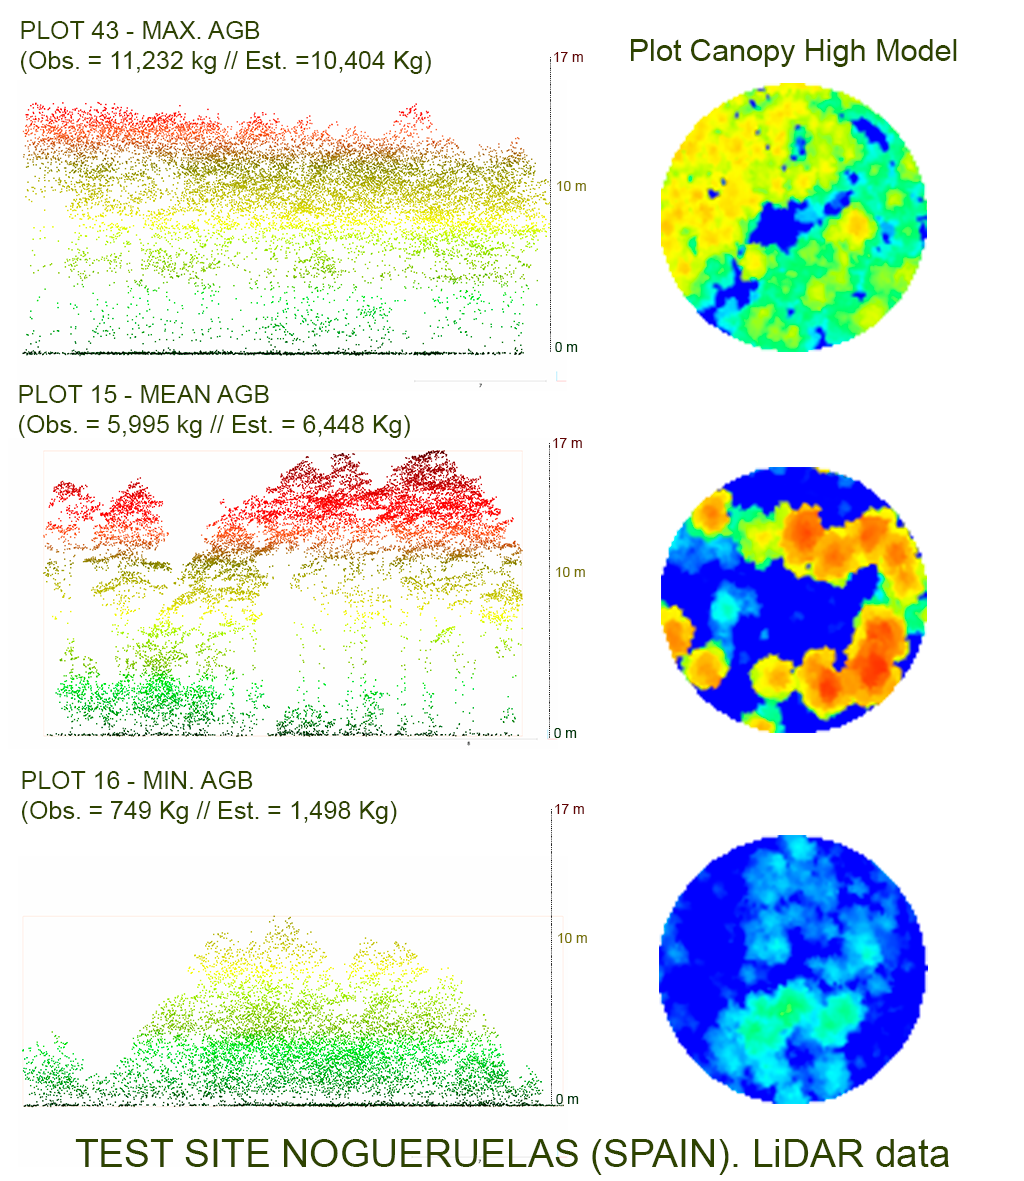 PLOT 43 - MAX. AGB
(Obs. = 11,232 kg // Est. =10,404 Kg)
Plot Canopy High Model
17 m
10 m
0 m
PLOT 15 - MEAN AGB
(Obs. = 5,995 kg // Est. = 6,448 Kg)
17 m
10 m
0 m
PLOT 16 - MIN. AGB
(Obs. = 749 Kg // Est. = 1,498 Kg)
17 m
10 m
0 m
TEST SITE NOGUERUELAS (SPAIN). LiDAR data